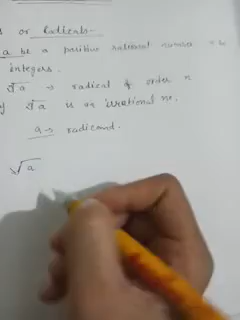 s or Radicals-
a be a positive rational number
integers.
ⁿ√a → radical of order n
ⁿ√a is an irrational no.
a → radicand.
√a